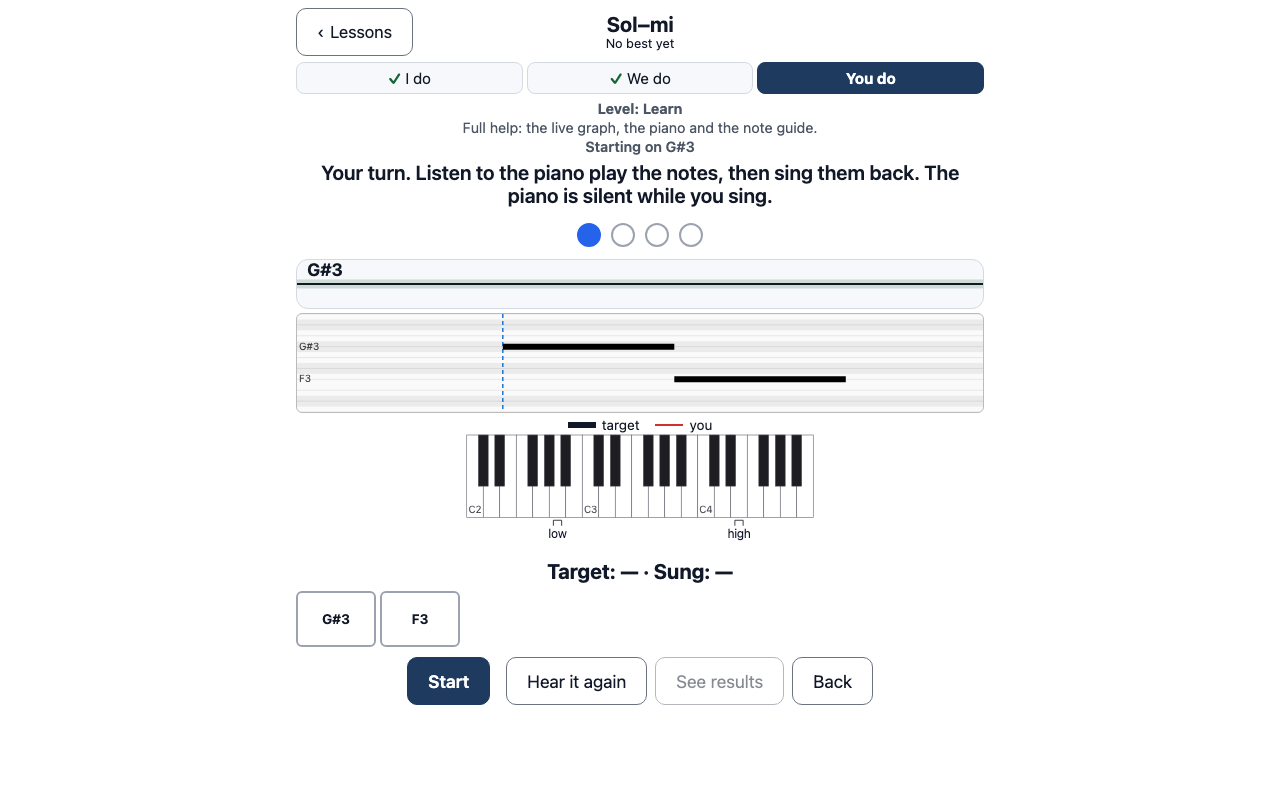 ‹ Lessons
Sol–mi
No best yet
✓ I do
✓ We do
You do
Level: Learn
Full help: the live graph, the piano and the note guide.
Starting on G#3
Your turn. Listen to the piano play the notes, then sing them back. The
piano is silent while you sing.
G#3
G#3
F3
target
you
C2
C3
C4
low
high
Target: — · Sung: —
G#3
F3
Start
Hear it again
See results
Back